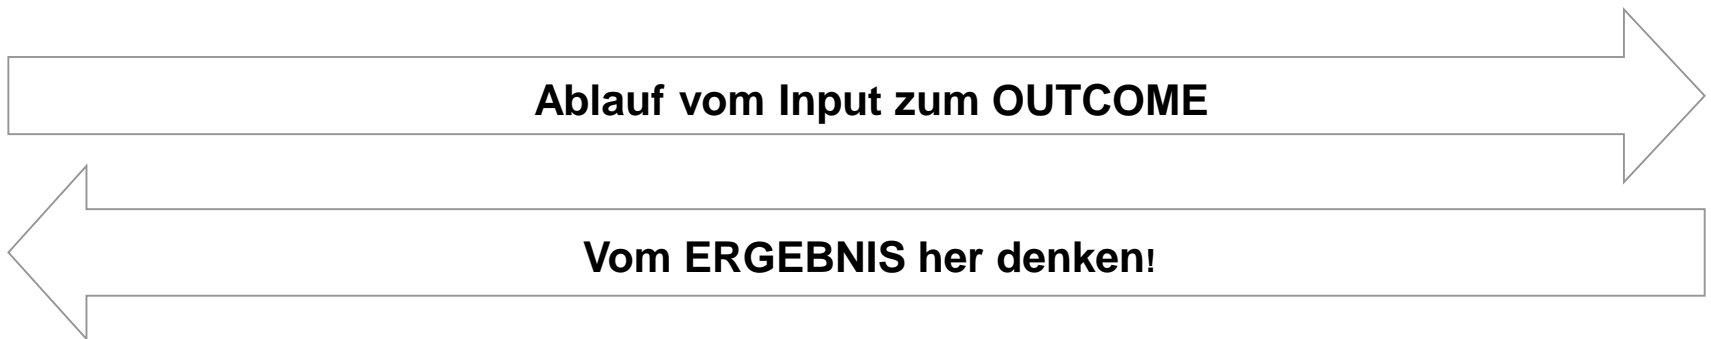 Ablauf vom Input zum OUTCOME
Vom ERGEBNIS her denken!